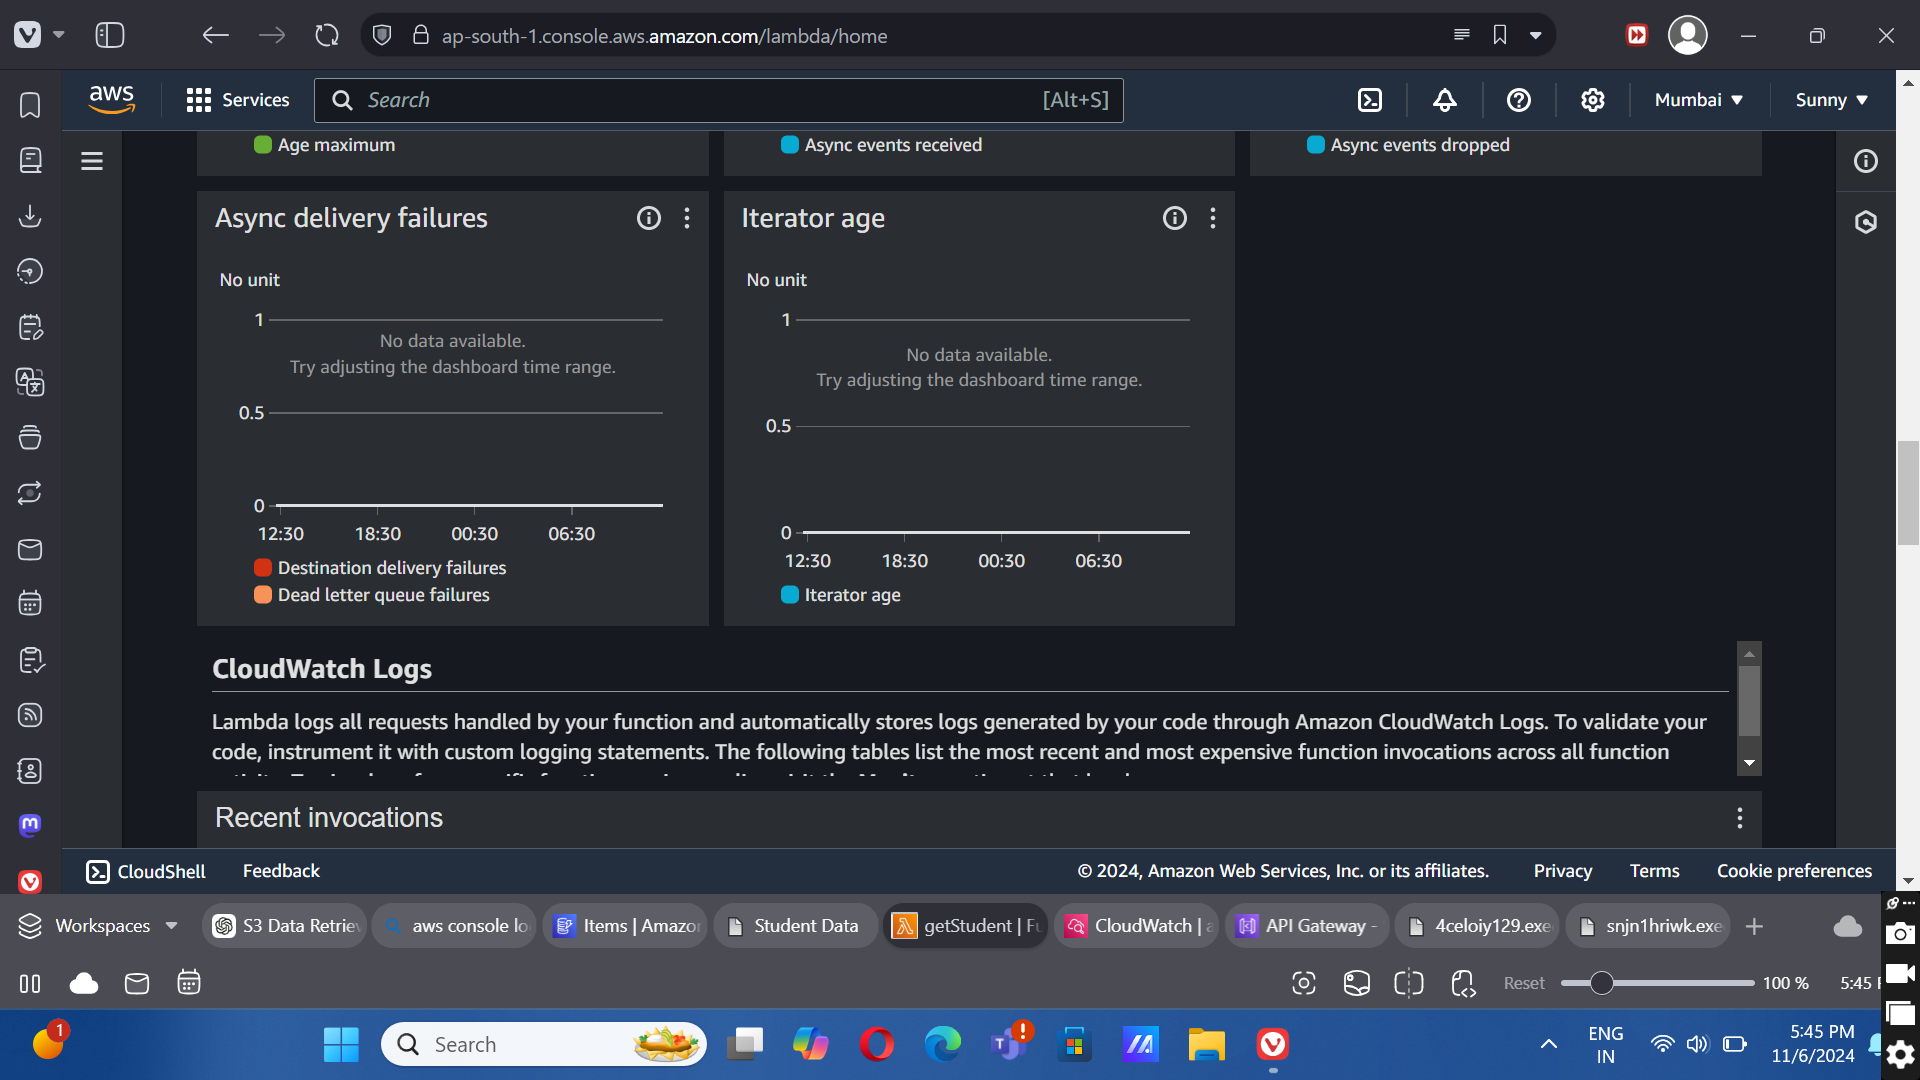 ap-south-1.console.aws.amazon.com/lambda/home
aws
Services
Search
[Alt+S]
Mumbai
Sunny
Age maximum
Async events received
Async events dropped
Async delivery failures
No unit
1
No data available.
Try adjusting the dashboard time range.
0.5
0
12:30 18:30 00:30 06:30
Destination delivery failures
Dead letter queue failures
Iterator age
No unit
1
No data available.
Try adjusting the dashboard time range.
0.5
0
12:30 18:30 00:30 06:30
Iterator age
CloudWatch Logs
Lambda logs all requests handled by your function and automatically stores logs generated by your code through Amazon CloudWatch Logs. To validate your
code, instrument it with custom logging statements. The following tables list the most recent and most expensive function invocations across all function
Recent invocations
CloudShell
Feedback
© 2024, Amazon Web Services, Inc. or its affiliates.
Privacy
Terms
Cookie preferences
Workspaces
S3 Data Retrie
aws console lo
Items | Amazo
Student Data
getStudent | F
CloudWatch | a
API Gateway -
4celoiy129.exe
snjn1hriwk.exe
Reset
100 %
5:45
1
Search
ENG
IN
5:45 PM
11/6/2024